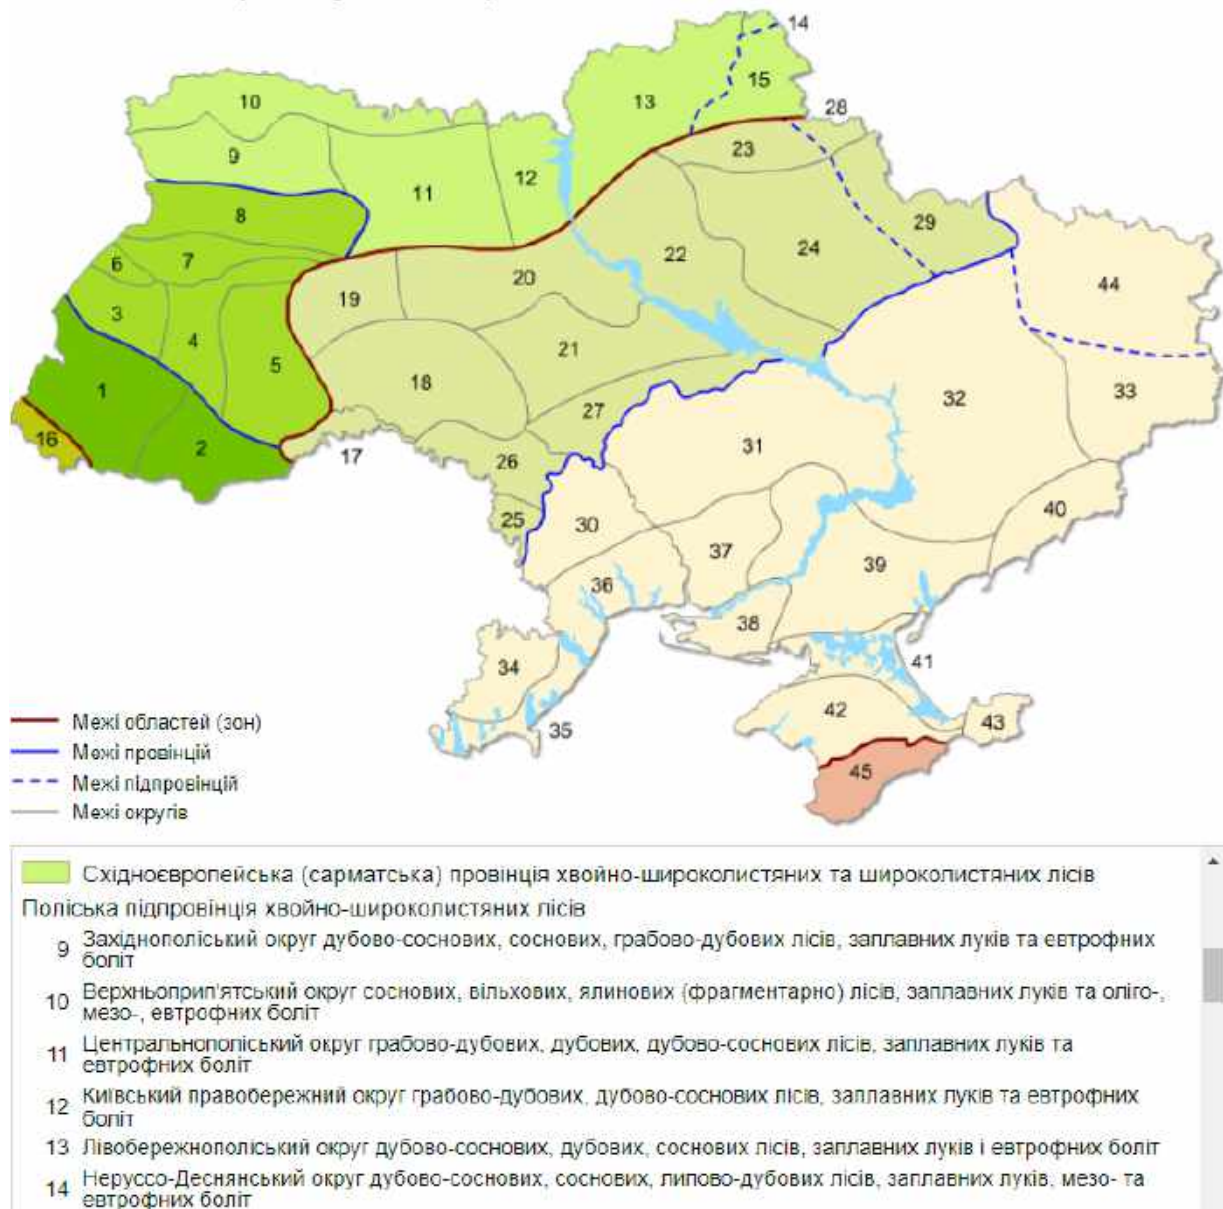 14
10
13
15
28
9
23
12
11
8
29
22
24
6
7
20
44
19
3
4
21
5
18
1
32
33
27
31
16
2
17
26
25
30
40
37
39
36
38
34
41
42
43
35
45
Межі областей (зон)
Межі провінцій
Межі підпровінцій
Межі округів
Східноєвропейська (сарматська) провінція хвойно-широколистяних та широколистяних лісів
Поліська підпровінція хвойно-широколистяних лісів
9 Західнополіський округ дубово-соснових, соснових, грабово-дубових лісів, заплавних луків та евтрофних
боліт
10 Верхньоприп'ятський округ соснових, вільхових, ялинових (фрагментарно) лісів, заплавних луків та оліго-,
мезо-, евтрофних боліт
11 Центральнополіський округ грабово-дубових, дубових, дубово-соснових лісів, заплавних луків та
евтрофних боліт
12 Київський правобережний округ грабово-дубових, дубово-соснових лісів, заплавних луків та евтрофних
боліт
13 Лівобережнополіський округ дубово-соснових, дубових, соснових лісів, заплавних луків і евтрофних боліт
14 Неруссо-Деснянський округ дубово-соснових, соснових, липово-дубових лісів, заплавних луків, мезо- та
евтрофних боліт